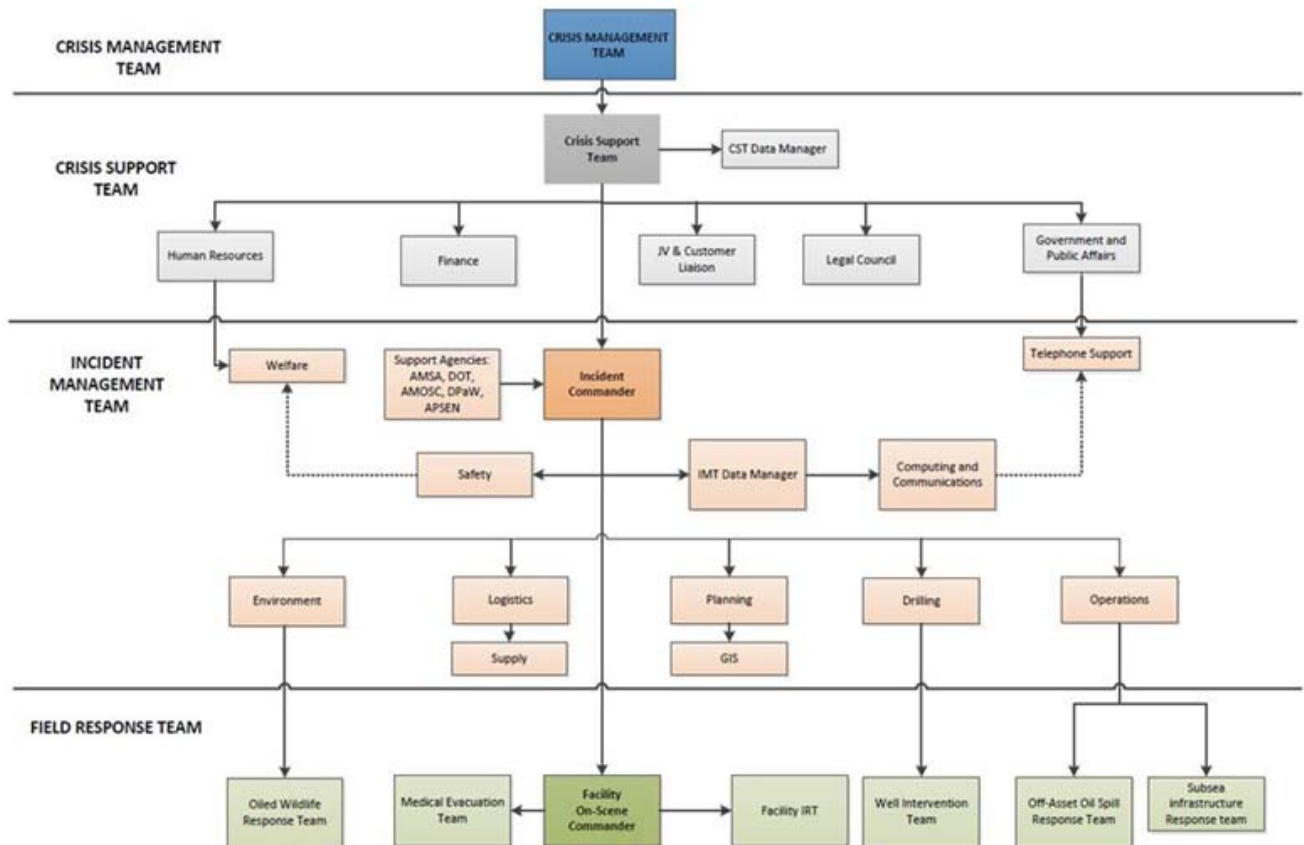 CRISIS MANAGEMENT
TEAM
CRISIS MANAGEMENT
TEAM
CRISIS SUPPORT
TEAM
Crisis Support
Team
CST Data Manager
Human Resources
Finance
JV & Customer
Liaison
Legal Council
Government and
Public Affairs
INCIDENT
MANAGEMENT
TEAM
Welfare
Support Agencies:
AMSA, DOT,
AMOSC, DPaW,
APSEN
Incident
Commander
Telephone Support
Safety
IMT Data Manager
Computing and
Communications
Environment
Logistics
Planning
Drilling
Operations
Supply
GIS
FIELD RESPONSE TEAM
Oiled Wildlife
Response Team
Medical Evacuation
Team
Facility
On-Scene
Commander
Facility IRT
Well Intervention
Team
Off-Asset Oil Spill
Response Team
Subsea
infrastructure
Response team